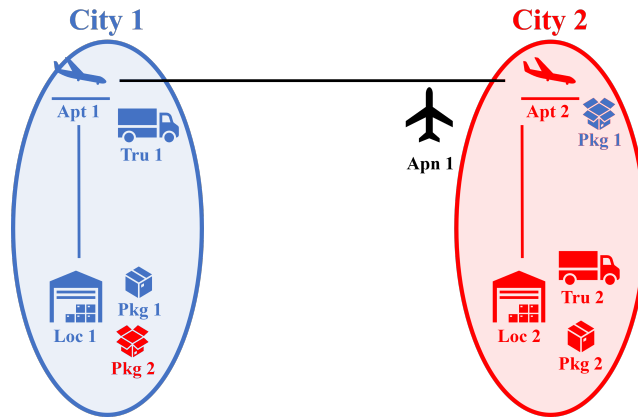 City 1
City 2
Apt 1
Apt 2
Tru 1
Pkg 1
Apn 1
Loc 1
Pkg 1
Pkg 2
Loc 2
Tru 2
Pkg 2